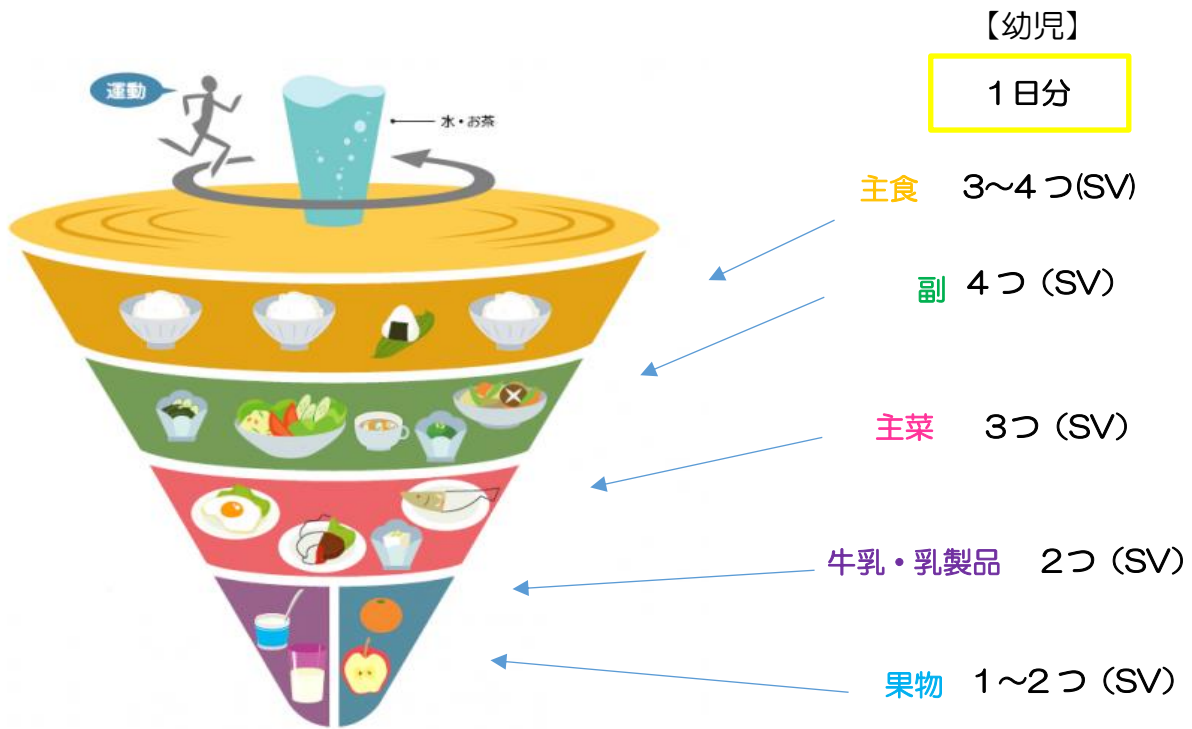 【幼児】
1日分
運動
水・お茶
主食 3~4つ(SV)
副 4つ(SV)
主菜 3つ(SV)
牛乳・乳製品 2つ(SV)
果物 1~2つ(SV)